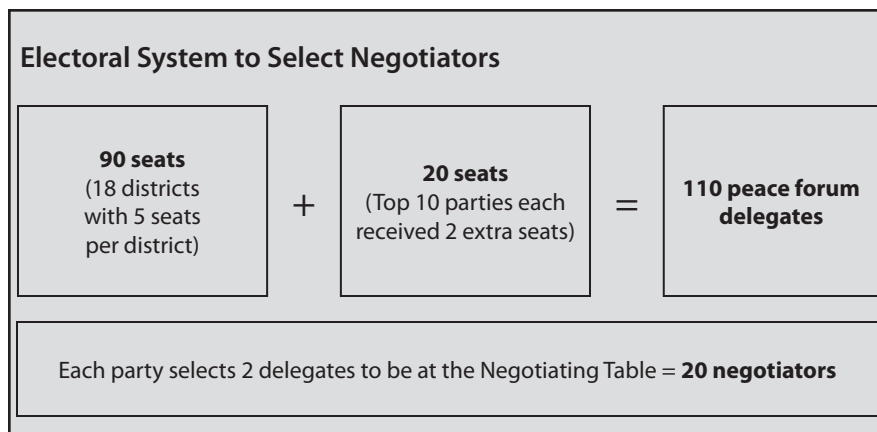 Electoral System to Select Negotiators
90 seats
(18 districts
with 5 seats
per district)
+
20 seats
(Top 10 parties each
received 2 extra seats)
=
110 peace forum
delegates
Each party selects 2 delegates to be at the Negotiating Table = 20 negotiators